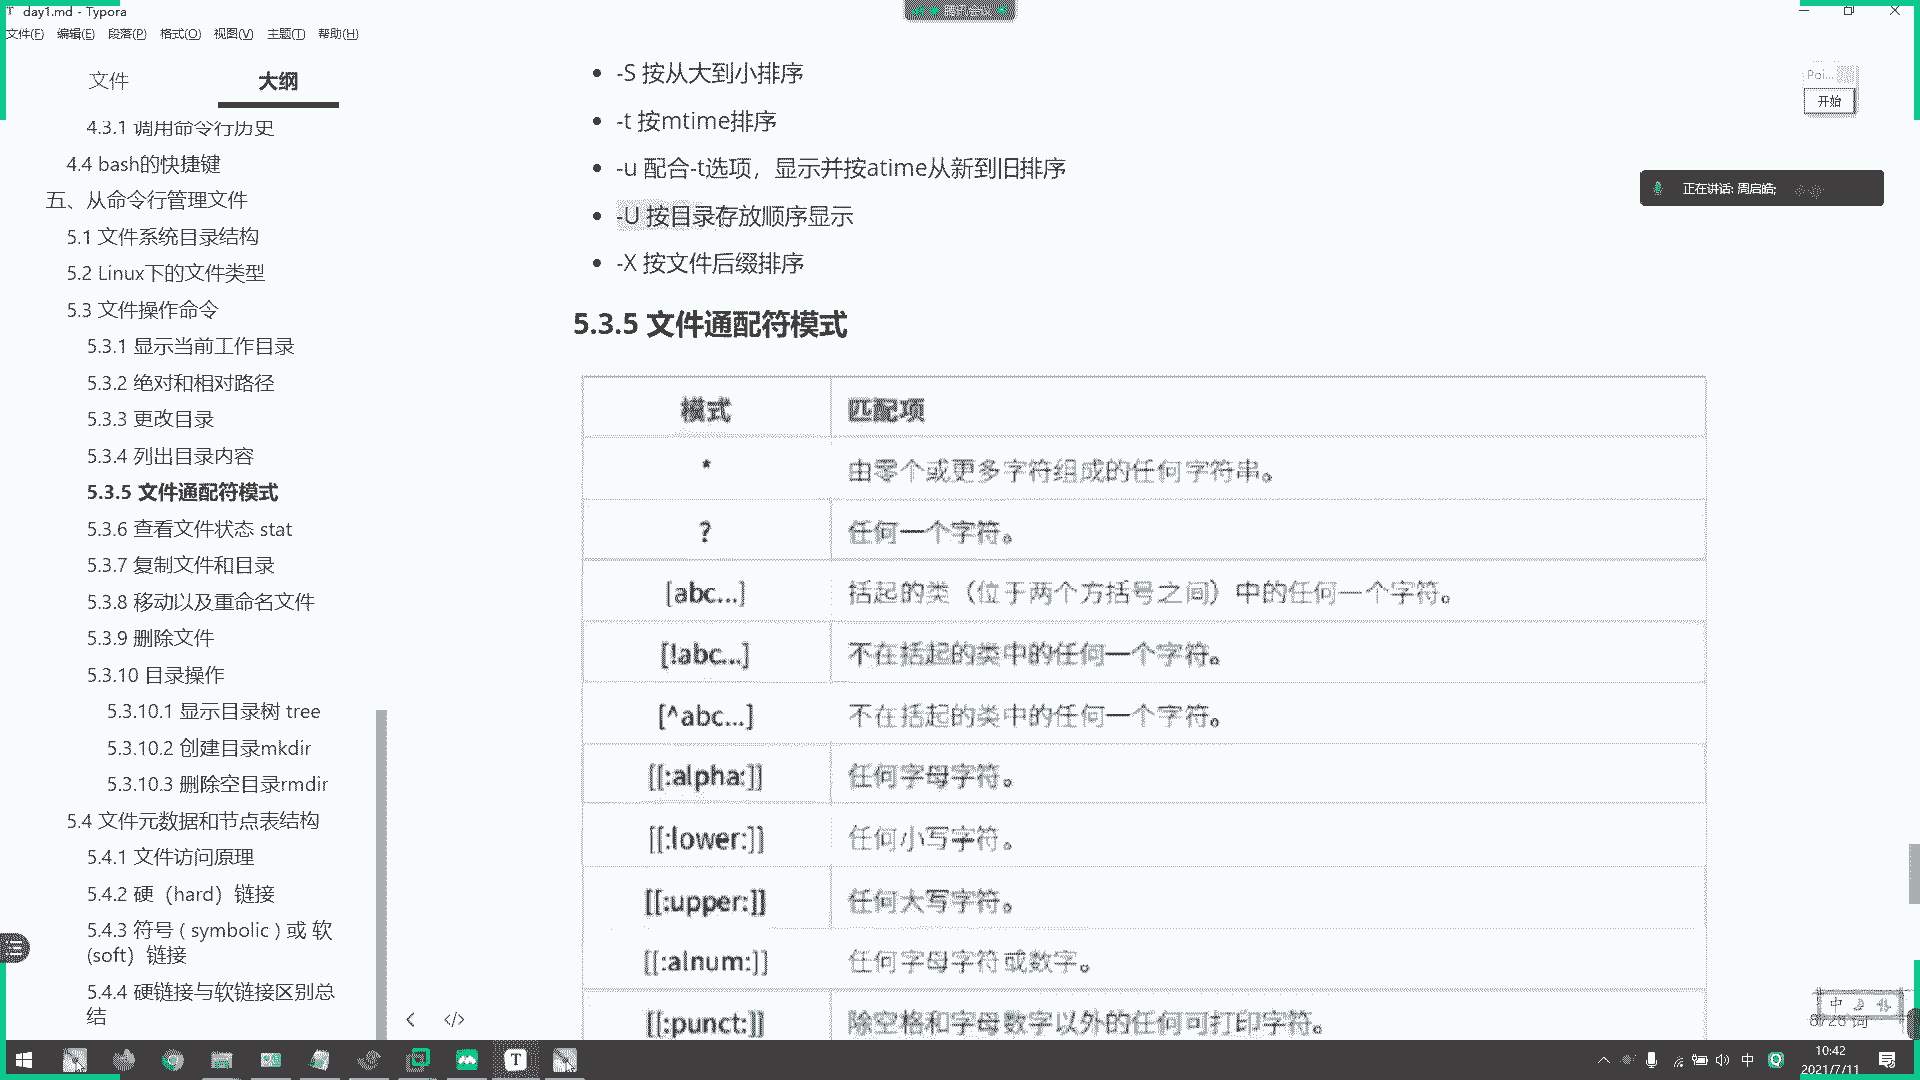 day1.md - Typora
腾讯会议
文件(F) 编辑(E) 段落(P) 格式(O) 视图(V) 主题(T) 帮助(H)
文件 大纲
4.3.1 调用命令行历史
4.4 bash的快捷键
五、从命令行管理文件
5.1 文件系统目录结构
5.2 Linux下的文件类型
5.3 文件操作命令
5.3.1 显示当前工作目录
5.3.2 绝对和相对路径
5.3.3 更改目录
5.3.4 列出目录内容
5.3.5 文件通配符模式
5.3.6 查看文件状态 stat
5.3.7 复制文件和目录
5.3.8 移动以及重命名文件
5.3.9 删除文件
5.3.10 目录操作
5.3.10.1 显示目录树 tree
5.3.10.2 创建目录mkdir
5.3.10.3 删除空目录rmdir
5.4 文件元数据和节点表结构
5.4.1 文件访问原理
5.4.2 硬（hard）链接
5.4.3 符号 ( symbolic ) 或 软
(soft）链接
5.4.4 硬链接与软链接区别总
结
-S 按从大到小排序
-t 按mtime排序
-u 配合-t选项，显示并按atime从新到旧排序
-U 按目录存放顺序显示
-X 按文件后缀排序
5.3.5 文件通配符模式
模式 匹配项
* 由零个或更多字符组成的任何字符串。
? 任何一个字符。
[abc...] 括起的类（位于两个方括号之间）中的任何一个字符。
[!abc...] 不在括起的类中的任何一个字符。
[^abc...] 不在括起的类中的任何一个字符。
[[:alpha:]] 任何字母字符。
[[:lower:]] 任何小写字符。
[[:upper:]] 任何大写字符。
[[:alnum:]] 任何字母字符或数字。
[[:punct:]] 除空格和字母数字以外的任何可打印字符。
Poi...
开始
正在讲话: 周启皓;
中
词
中
10:42
2021/7/11